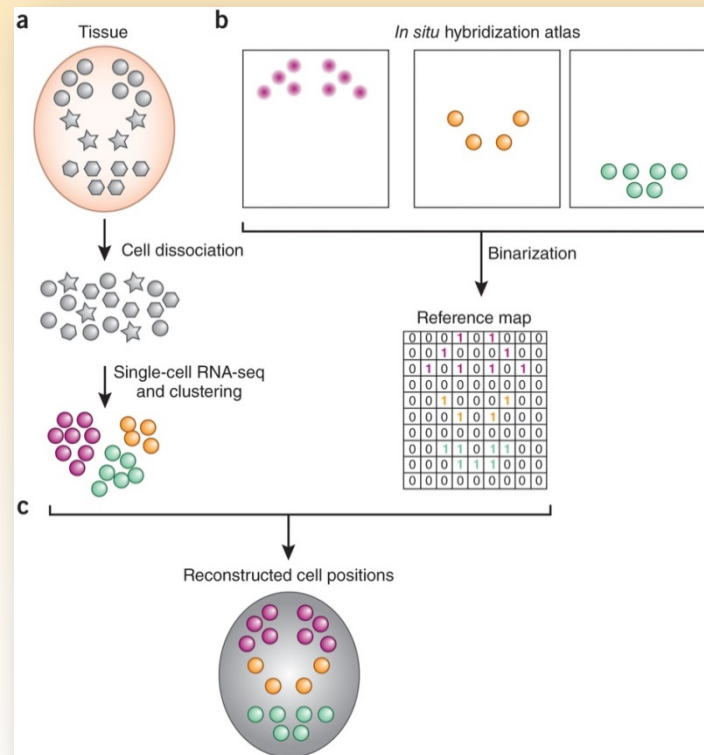 a
Tissue
Cell dissociation
Single-cell RNA-seq
and clustering
b
In situ hybridization atlas
Binarization
Reference map
0 0 0 1 0 1 0 0 0
0 0 1 0 0 0 1 0 0
0 1 0 1 0 1 0 1 0
0 0 0 0 0 0 0 0 0
0 0 1 0 0 0 1 0 0
0 0 0 1 0 1 0 0 0
0 0 0 0 0 0 0 0 0
0 0 1 1 0 1 1 0 0
0 0 0 1 1 1 0 0 0
0 0 0 0 0 0 0 0 0
c
Reconstructed cell positions